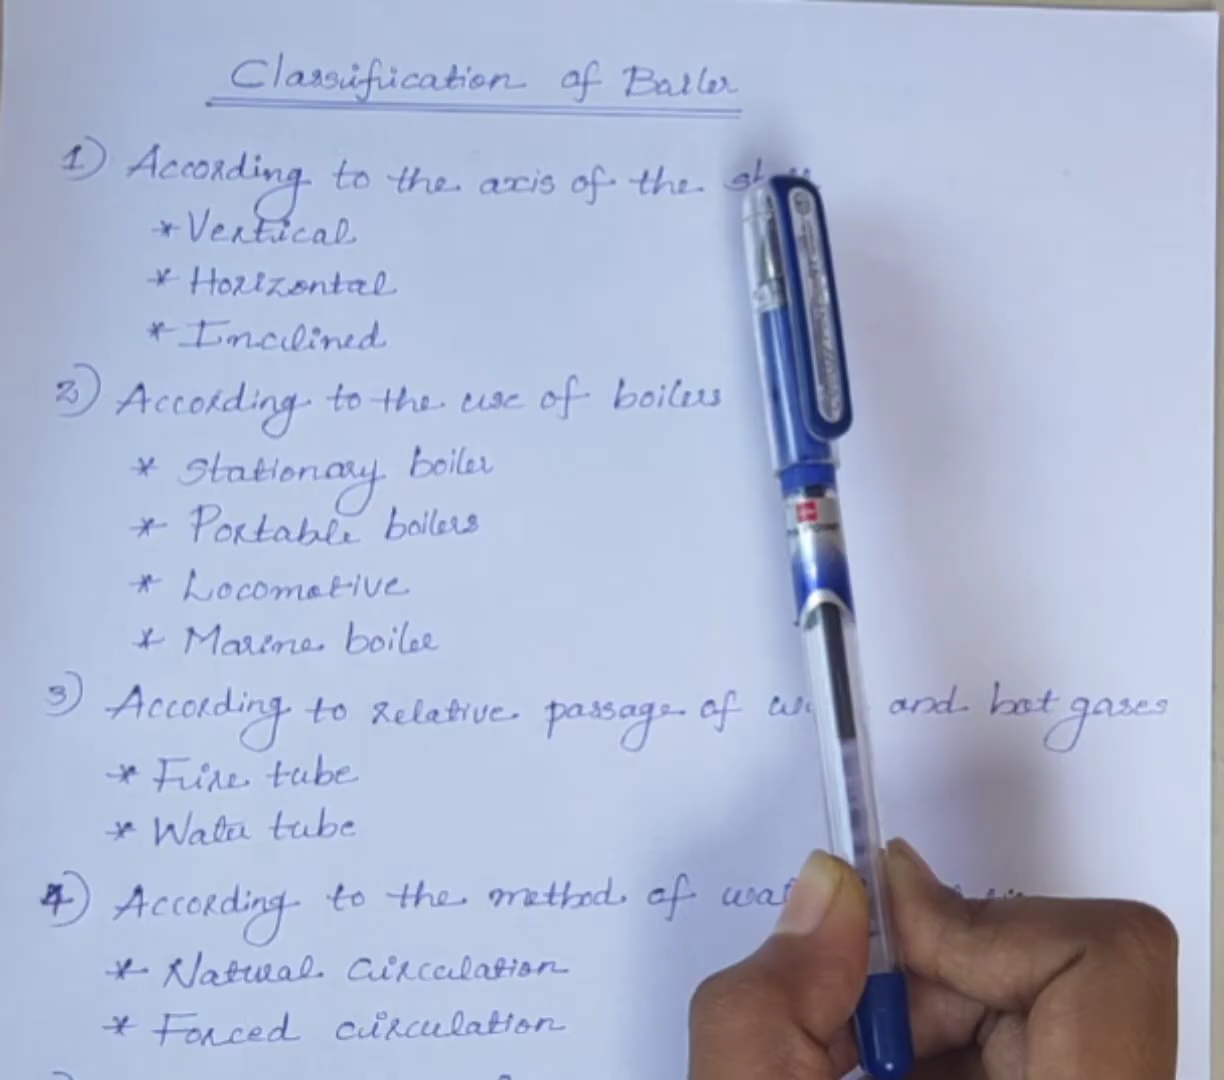 Classification of Boiler
1) According to the axis of the
* Vertical
* Horizontal
* Inclined
2) According to the use of boilers
* Stationary boiler
* Portable boilers
* Locomotive
* Marine boiler
3) According to relative passage of and hot gases
* Fire tube
* Water tube
4) According to the method of
* Natural circulation
* Forced circulation